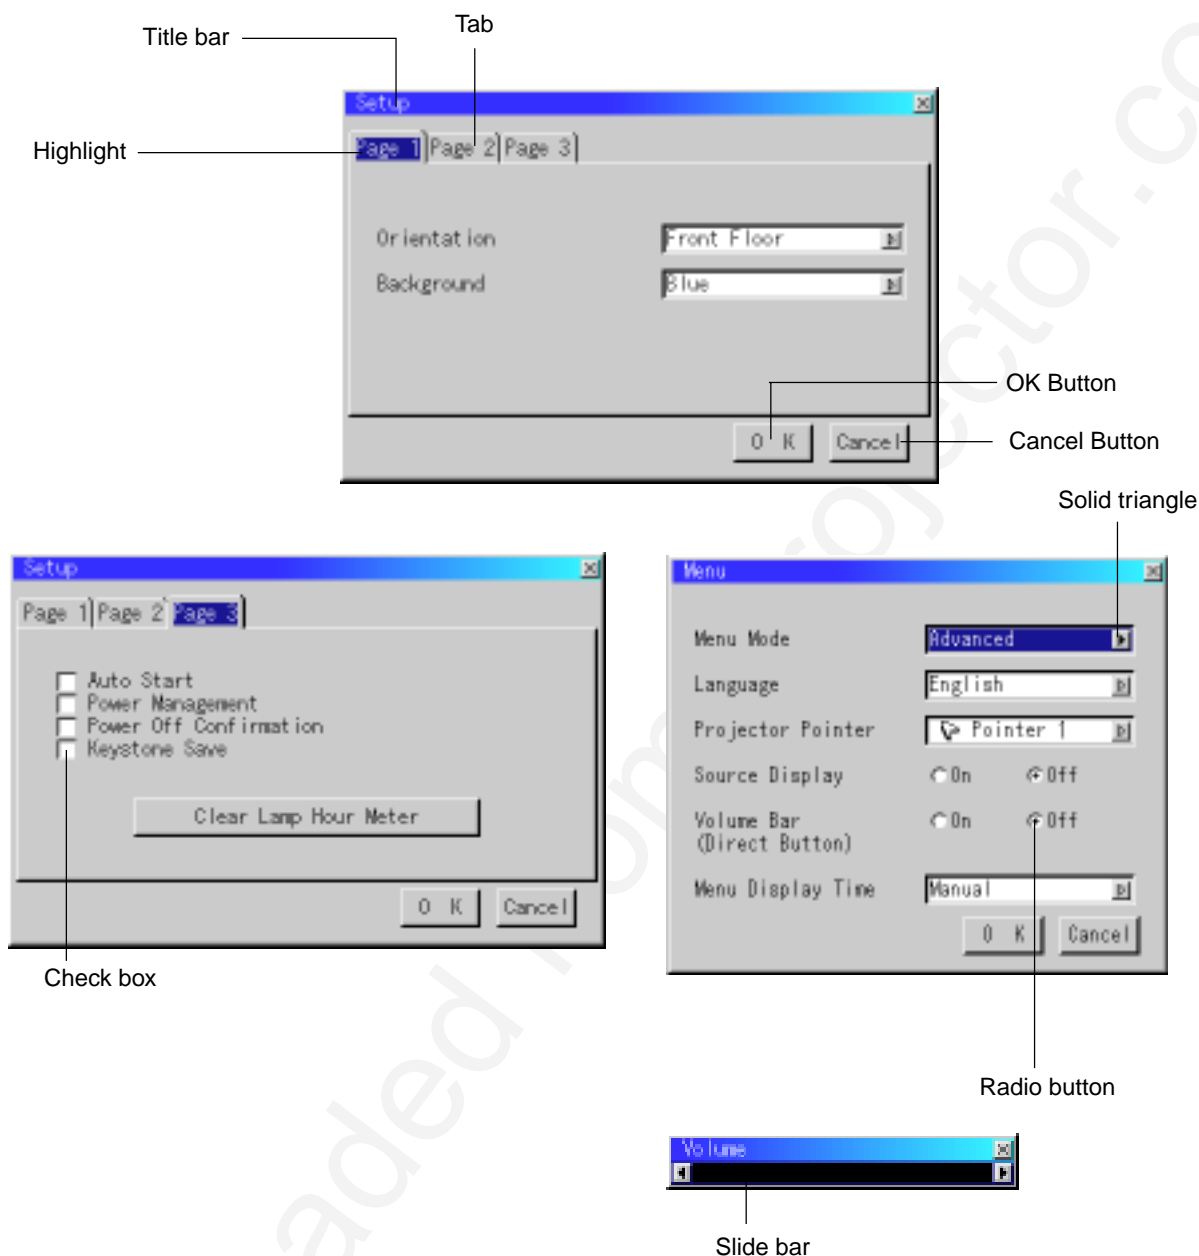 Tab
Title bar
Setup
Highlight
Page 1 Page 2 Page 3
Orientation Front Floor
Background Blue
OK Button
O K Cancel
Cancel Button
Solid triangle
Setup
Page 1 Page 2 Page 3
Auto Start
Power Management
Power Off Confirmation
Keystone Save
Clear Lamp Hour Meter
O K Cancel
Check box
Menu
Menu Mode Advanced
Language English
Projector Pointer Pointer 1
Source Display On Off
Volume Bar On Off
(Direct Button)
Menu Display Time Manual
O K Cancel
Radio button
Volume
Slide bar